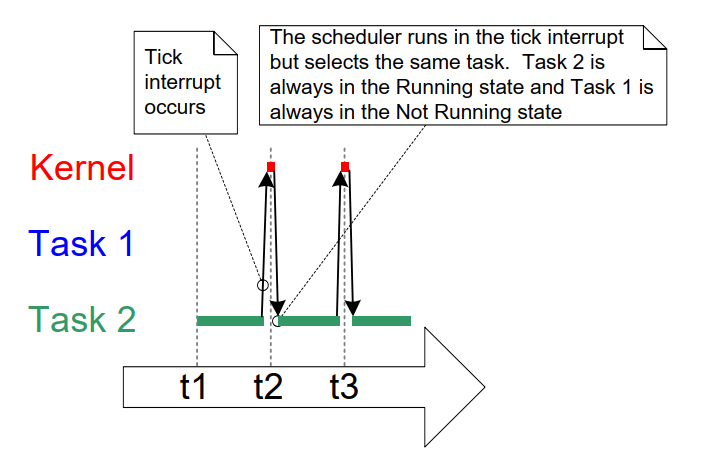 Tick
interrupt
occurs
The scheduler runs in the tick interrupt
but selects the same task.  Task 2 is
always in the Running state and Task 1 is
always in the Not Running state
Kernel
Task 1
Task 2
t1 t2 t3